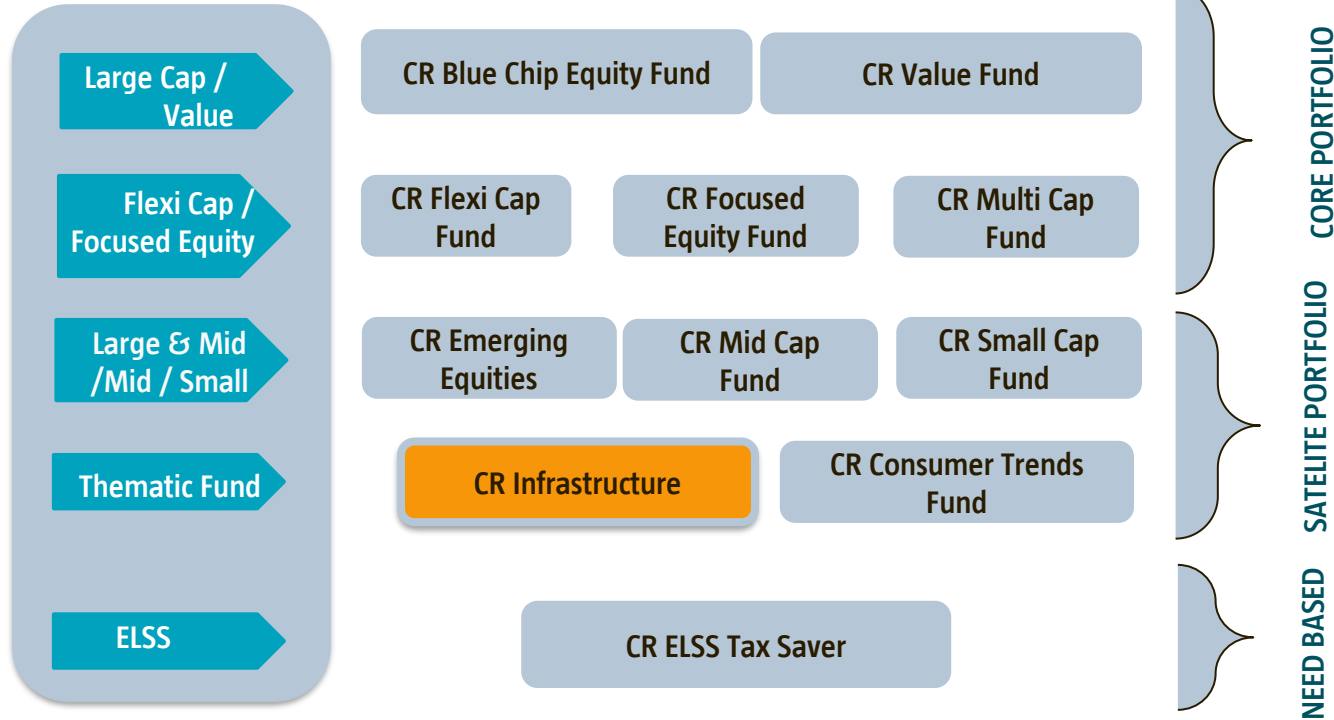 Large Cap /
Value
CR Blue Chip Equity Fund
CR Value Fund
CORE PORTFOLIO
Flexi Cap /
Focused Equity
CR Flexi Cap
Fund
CR Focused
Equity Fund
CR Multi Cap
Fund
Large & Mid
/Mid / Small
CR Emerging
Equities
CR Mid Cap
Fund
CR Small Cap
Fund
SATELITE PORTFOLIO
Thematic Fund
CR Infrastructure
CR Consumer Trends
Fund
ELSS
CR ELSS Tax Saver
NEED BASED